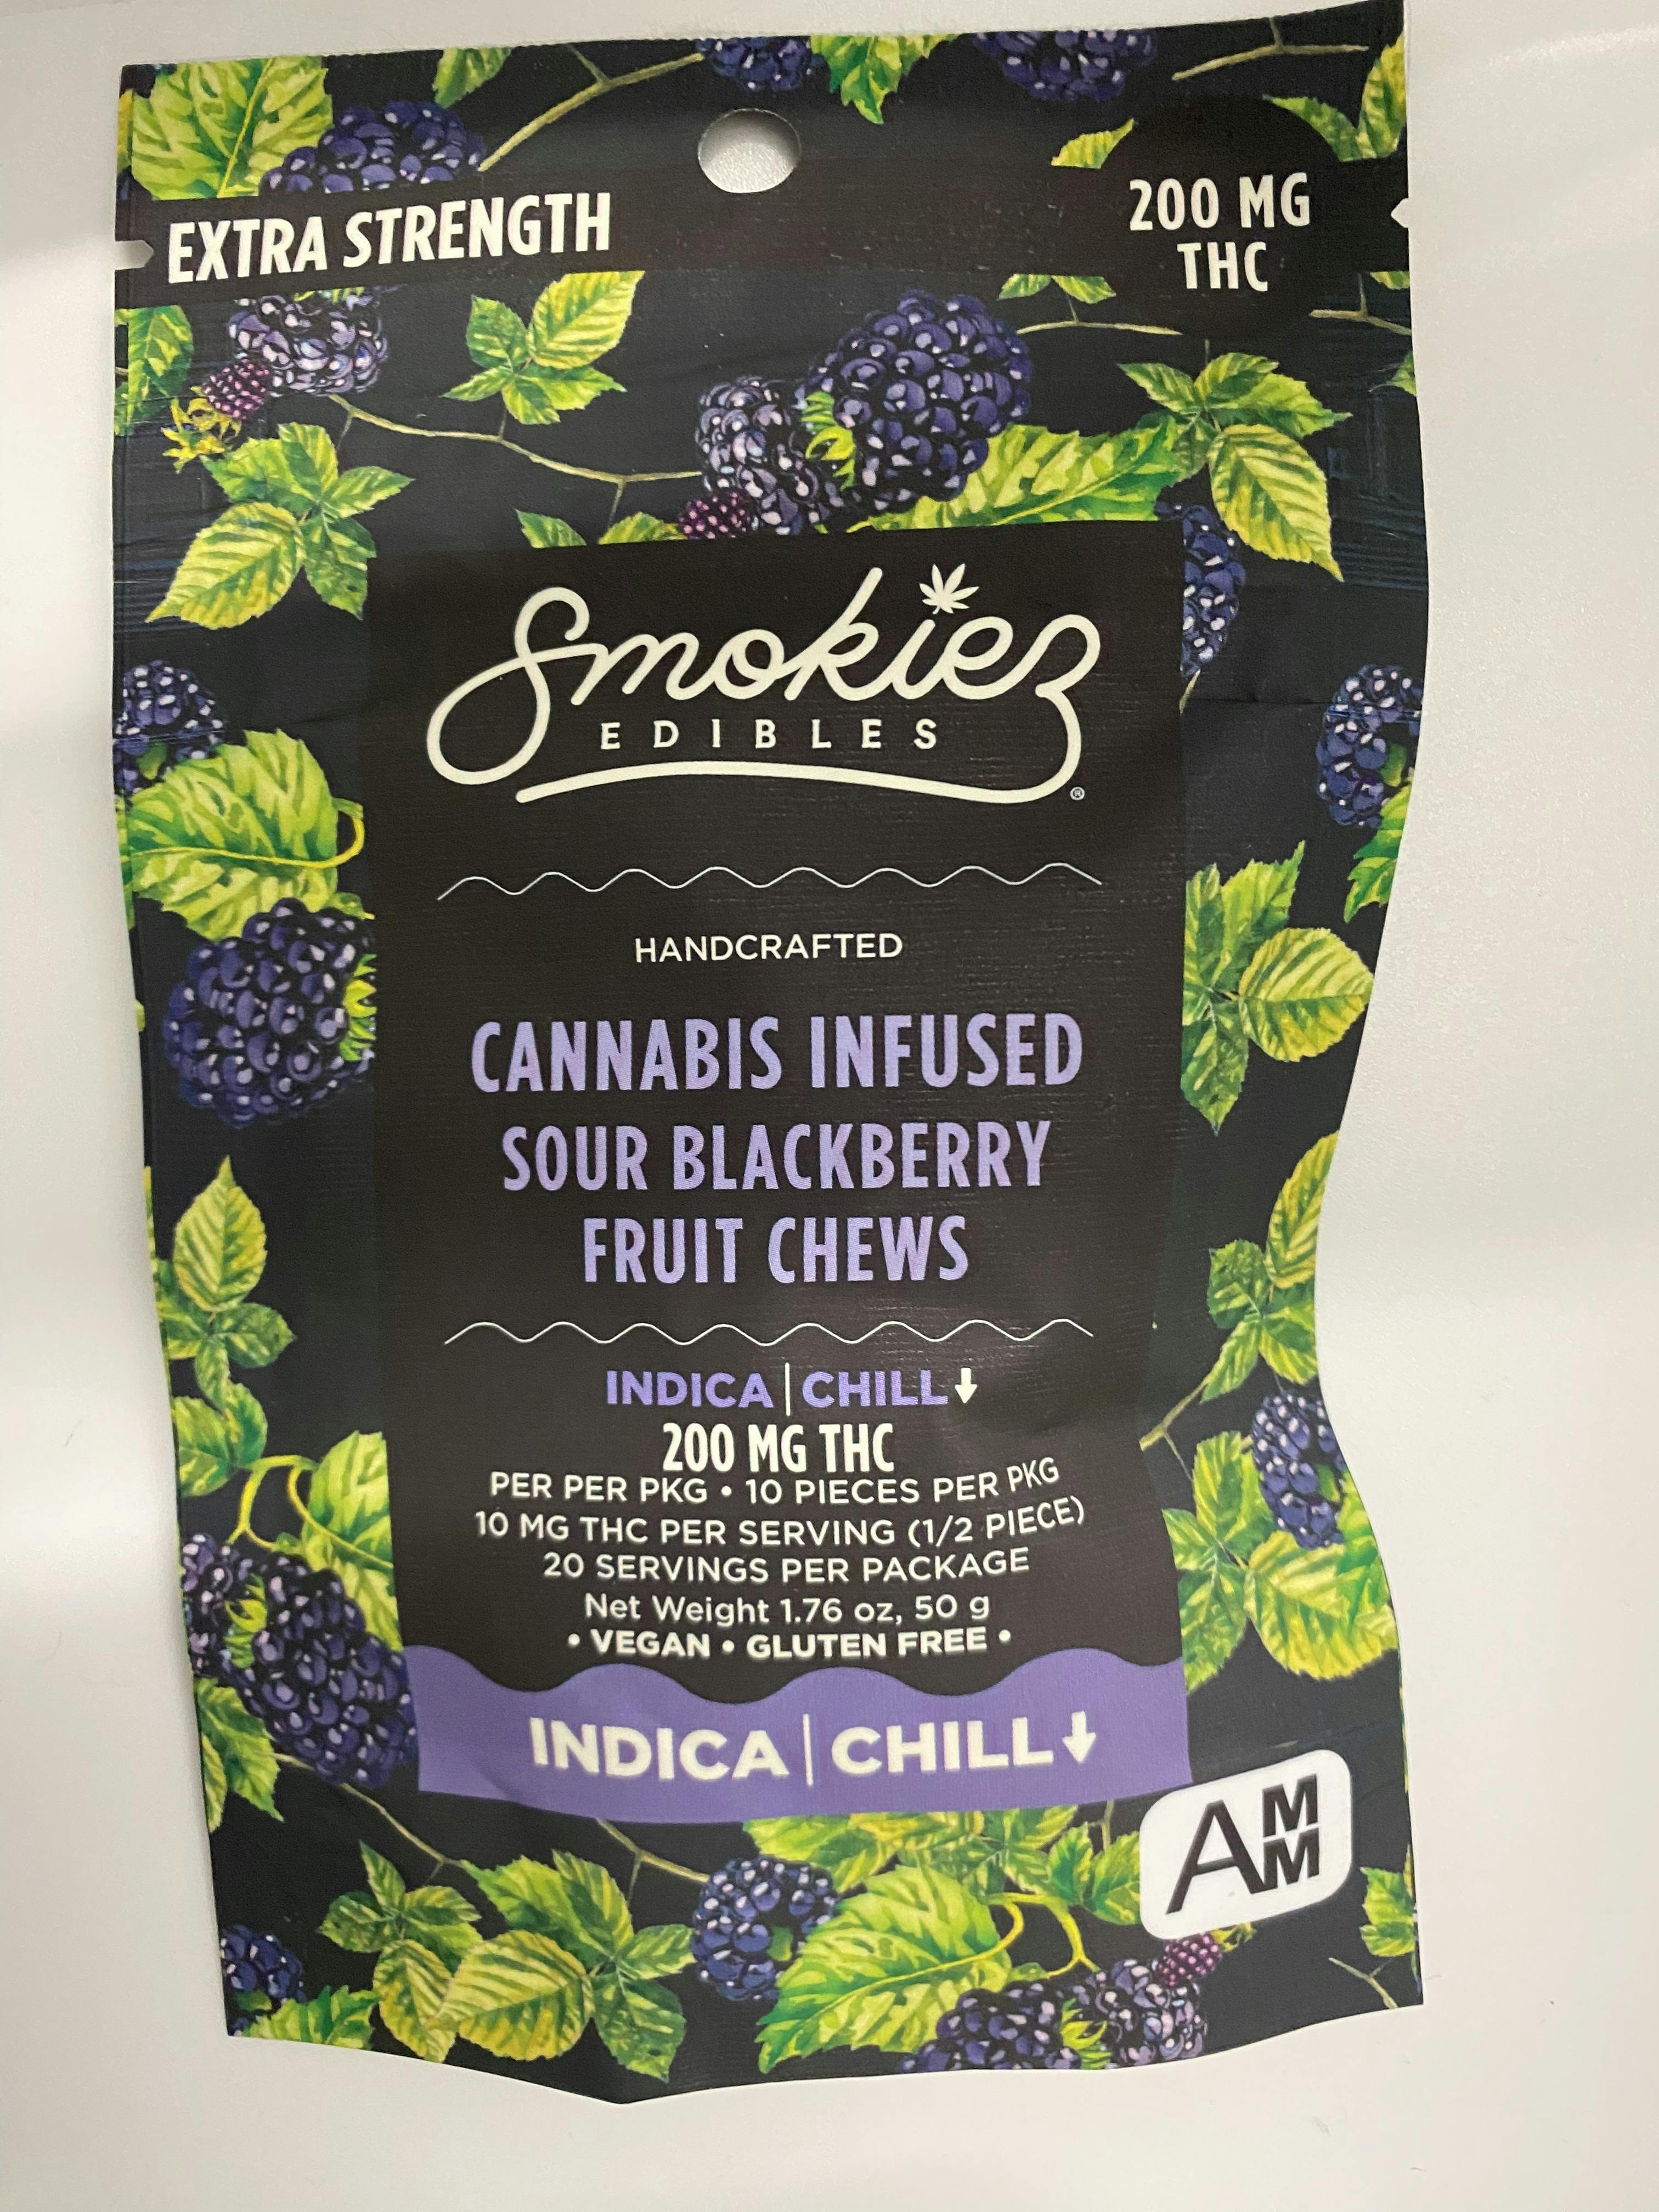 EXTRA STRENGTH
200 MG
THC
Smokiez
EDIBLES
®
HANDCRAFTED
CANNABIS INFUSED
SOUR BLACKBERRY
FRUIT CHEWS
INDICA | CHILL↓
200 MG THC
PER PER PKG • 10 PIECES PER PKG
10 MG THC PER SERVING (1/2 PIECE)
20 SERVINGS PER PACKAGE
Net Weight 1.76 oz, 50 g
• VEGAN • GLUTEN FREE •
INDICA | CHILL↓
AMM